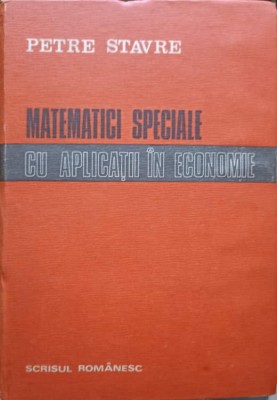 PETRE STAVRE
MATEMATICI SPECIALE
CU APLICAȚII ÎN ECONOMIE
SCRISUL ROMÂNESC